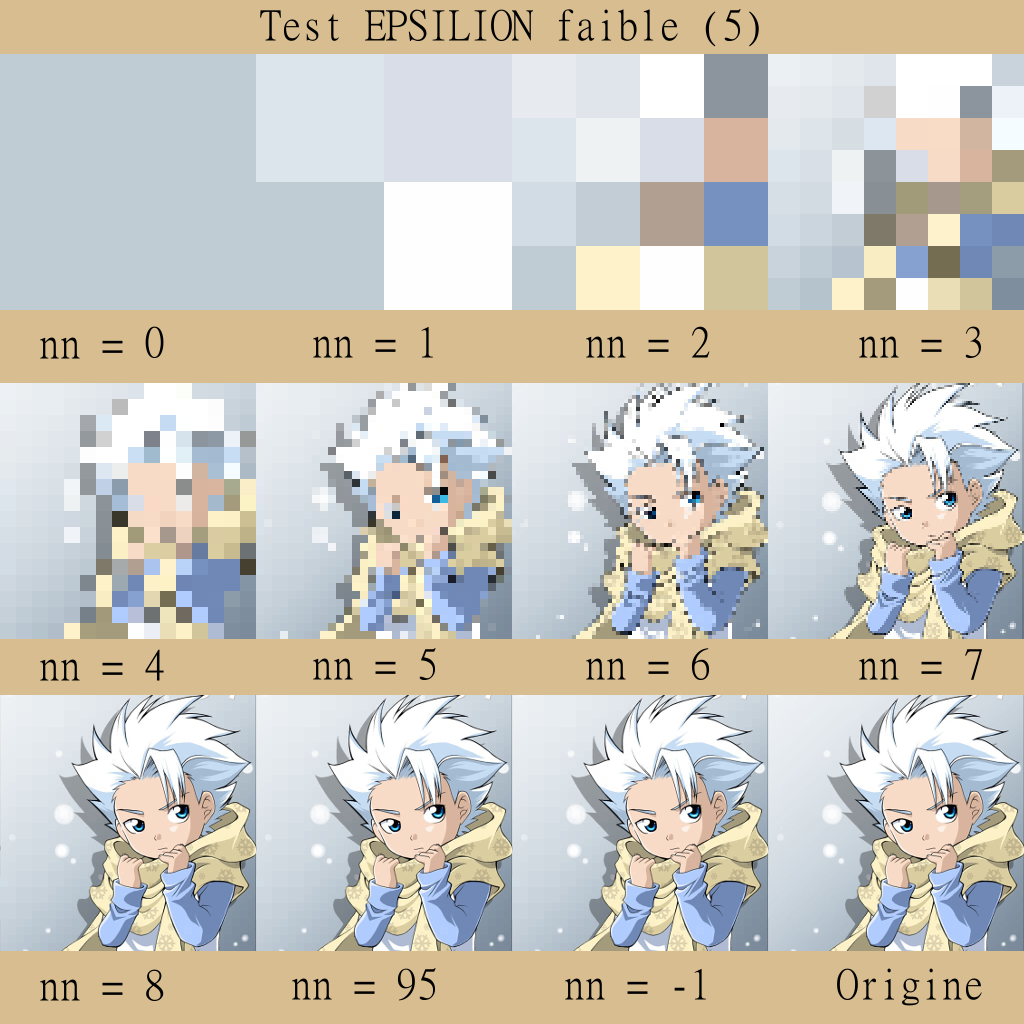 Test EPSILION faible (5)
nn = 0 nn = 1 nn = 2 nn = 3
nn = 4 nn = 5 nn = 6 nn = 7
nn = 8 nn = 95 nn = -1 Origine